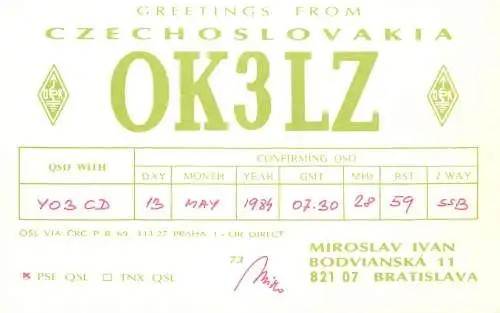 GREETINGS FROM
CZECHOSLOVAKIA
OK3LZ
QSO WITH
CONFIRMING QSO
DAY MONTH YEAR GMT MHz RST 2 WAY
YO3CD 13 MAY 1984 07.30 28 59 SSB
QSL VIA ČRC P.B. 69, 113 27 PRAHA 1 - OR DIRECT
PSE QSL TNX QSL
73
Miro
MIROSLAV IVAN
BODVIANSKÁ 11
821 07 BRATISLAVA